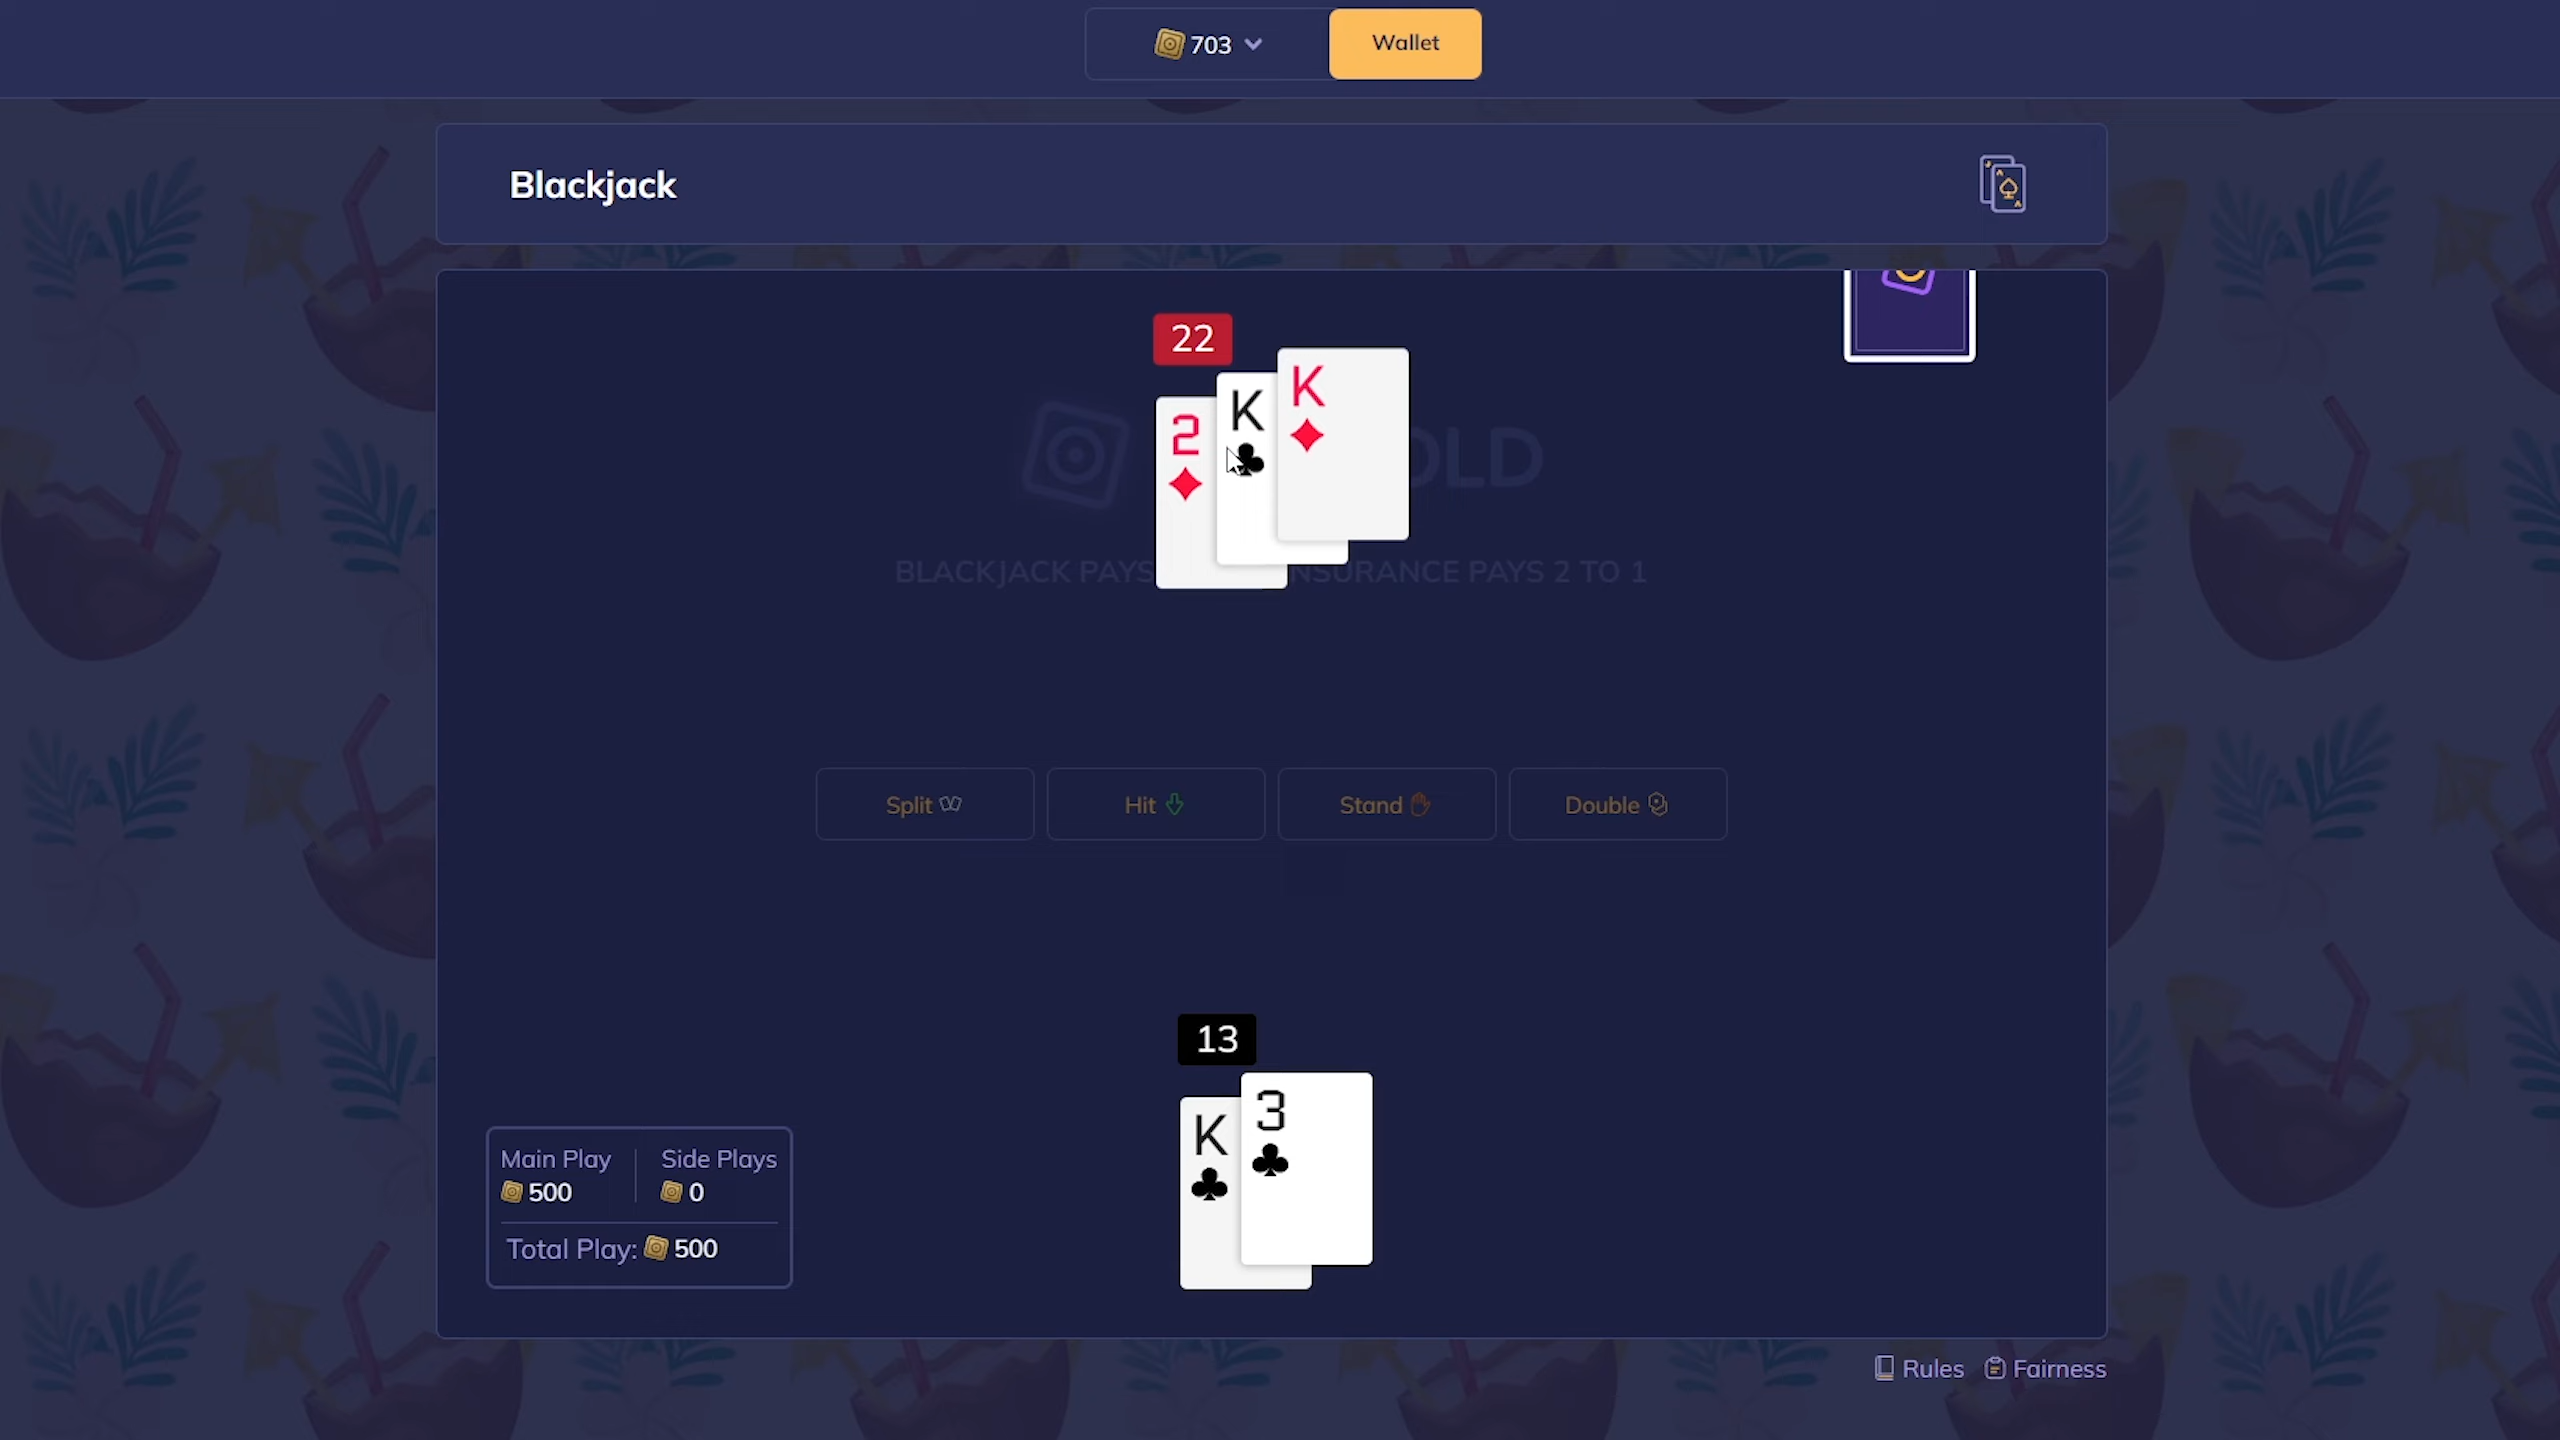 703
Wallet
Blackjack
22
2 K K
OLD
BLACKJACK PAYS NSURANCE PAYS 2 TO 1
Split Hit Stand Double
13
K 3
Main Play Side Plays
500 0
Total Play: 500
Rules Fairness